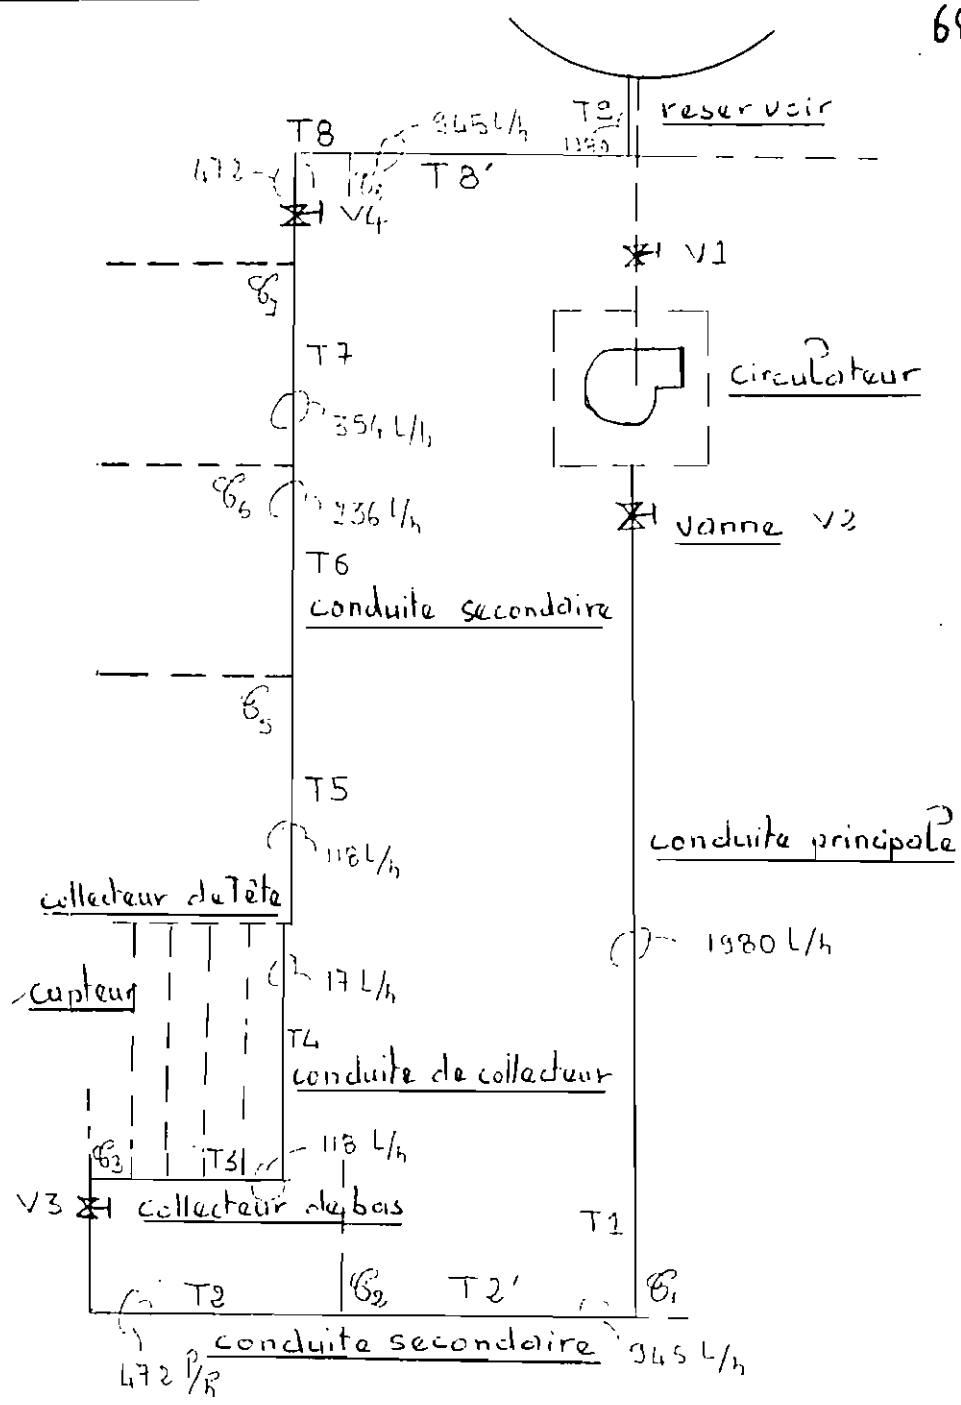 T9 reservoir
T8
945 L/h
472
T8'
V4
V1
T7
circulateur
354 L/h
236 L/h
vanne V2
T6
conduite secondaire
T5
118 L/h
conduite principale
collecteur de Tête
1980 L/h
17 L/h
capteur
T4
conduite de collecteur
118 L/h
T3
V3 collecteur de bas
T1
T2
T2'
conduite secondaire
945 L/h
472 l/h